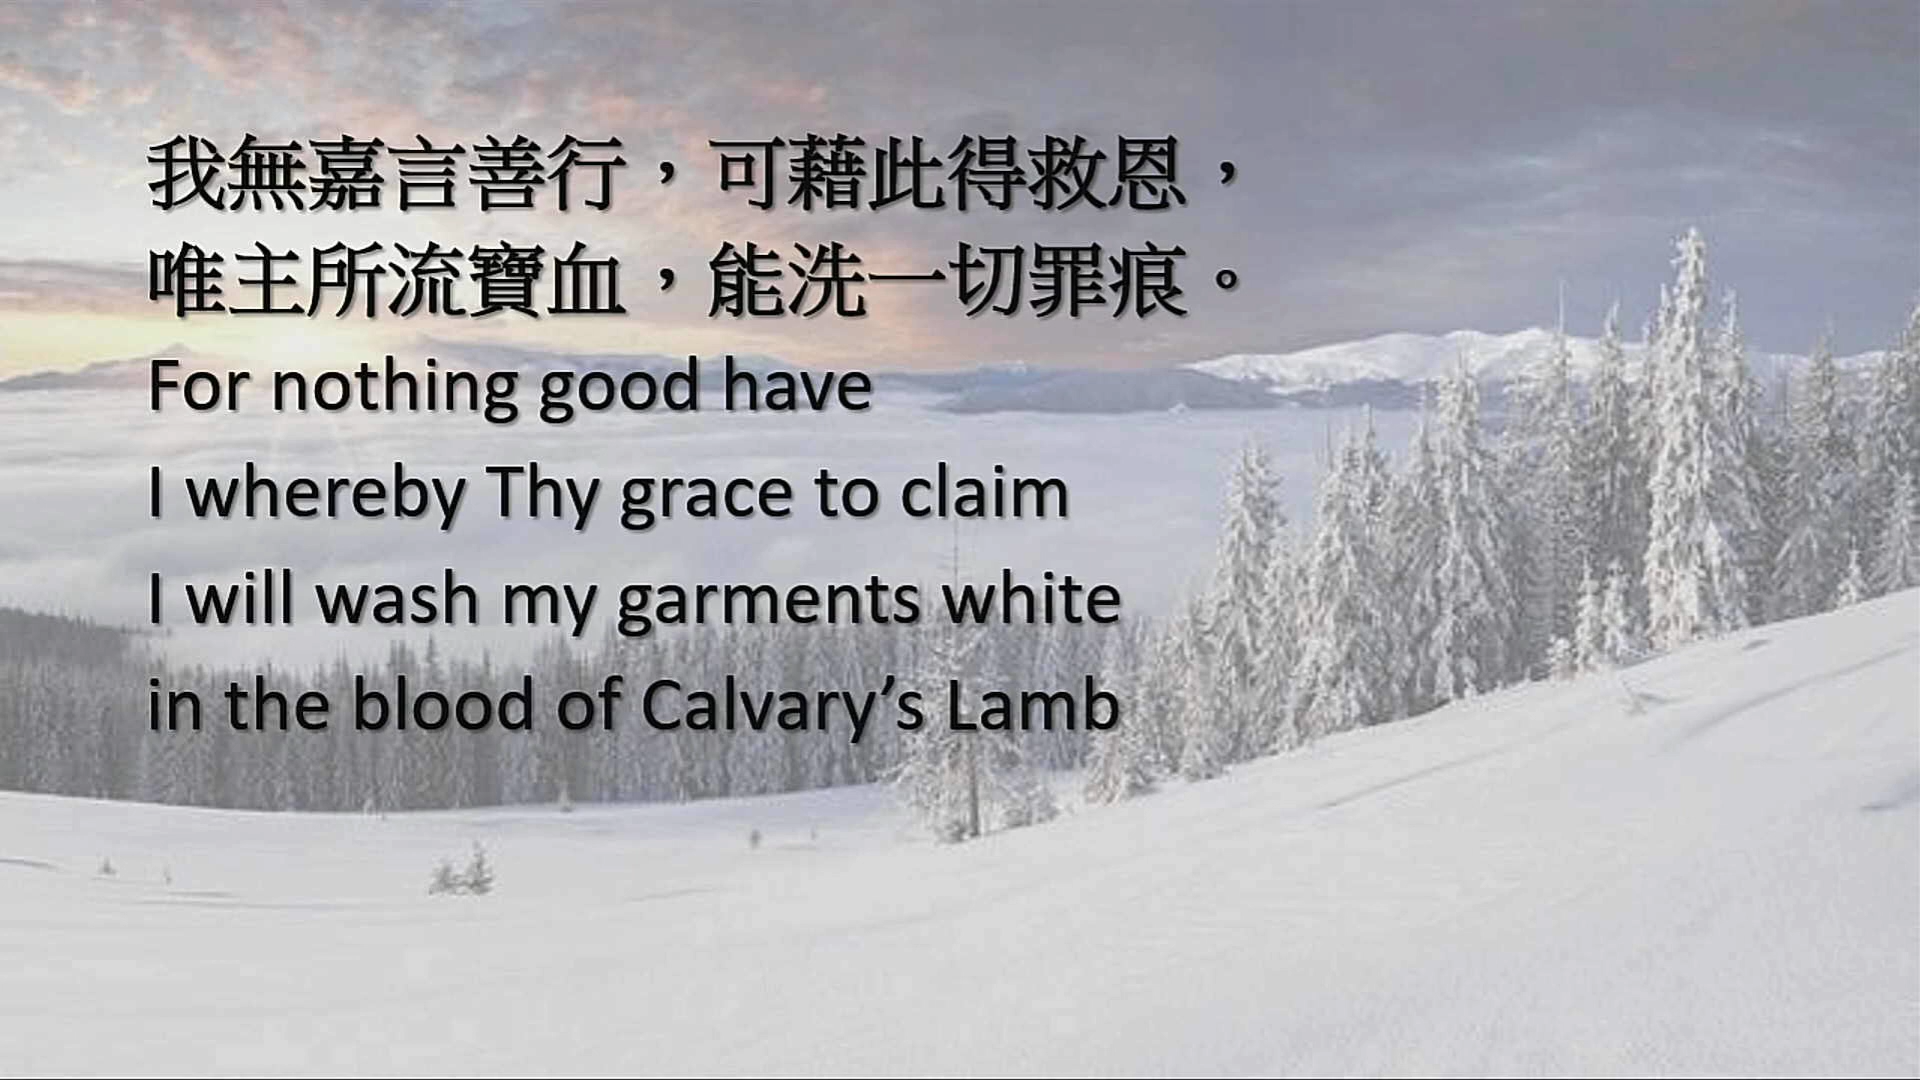 我無嘉言善行，可藉此得救恩，
唯主所流寶血，能洗一切罪痕。
For nothing good have
I whereby Thy grace to claim
I will wash my garments white
in the blood of Calvary’s Lamb